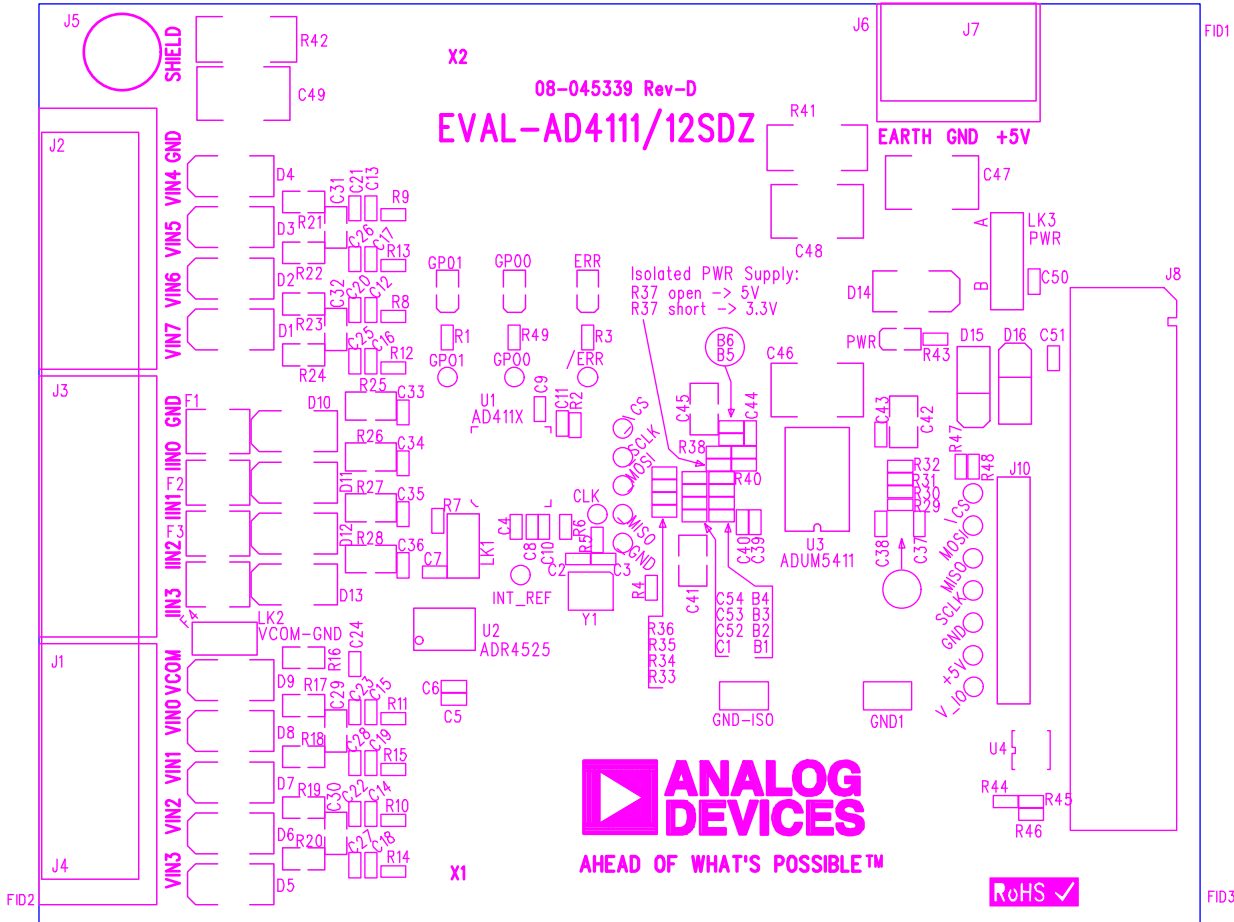 J5
SHIELD
R42
C49
X2
J6
J7
FID1
08-045339 Rev-D
EVAL-AD4111/12SDZ
R41
EARTH GND +5V
C47
C48
J2
GND
VIN4
VIN5
VIN6
VIN7
D4
D3
D2
D1
R21
R22
R23
R24
C31
C21
C13
R9
C26
C17
R13
C32
C20
C12
R8
C25
C16
R12
GPO1
GPO0
ERR
R1
R49
R3
GPO1
GPO0
/ERR
Isolated PWR Supply:
R37 open -> 5V
R37 short -> 3.3V
B6
B5
LK3
PWR
A
B
C50
J8
D14
PWR
R43
D15
D16
C51
C46
J3
F1
GND
IIN0
IIN1
IIN2
IIN3
F2
F3
F4
D10
D11
D12
D13
R25
C33
R26
C34
R27
C35
R28
C36
U1
AD411X
C9
C11
R2
_CS
SCLK
MOSI
MISO
GND
CLK
R7
LK1
C7
C4
C8
C10
R6
R5
C2
C3
INT_REF
Y1
R4
C45
C44
R38
R40
C40
C39
C41
U3
ADUM5411
C43
C42
R32
R31
R30
R29
C38
C37
R47
R48
J10
_CS
MOSI
MISO
SCLK
GND
+5V
V_IO
C54 B4
C53 B3
C52 B2
C1 B1
R36
R35
R34
R33
LK2
VCOM-GND
U2
ADR4525
C6
C5
J1
J4
VCOM
VIN0
VIN1
VIN2
VIN3
D9
D8
D7
D6
D5
R16
C24
R17
C29
C23
C15
R11
R18
C28
C19
R15
R19
C30
C22
C14
R10
R20
C27
C18
R14
GND-ISO
GND1
U4
R44
R45
R46
ANALOG
DEVICES
AHEAD OF WHAT'S POSSIBLE™
X1
RoHS ✓
FID2
FID3